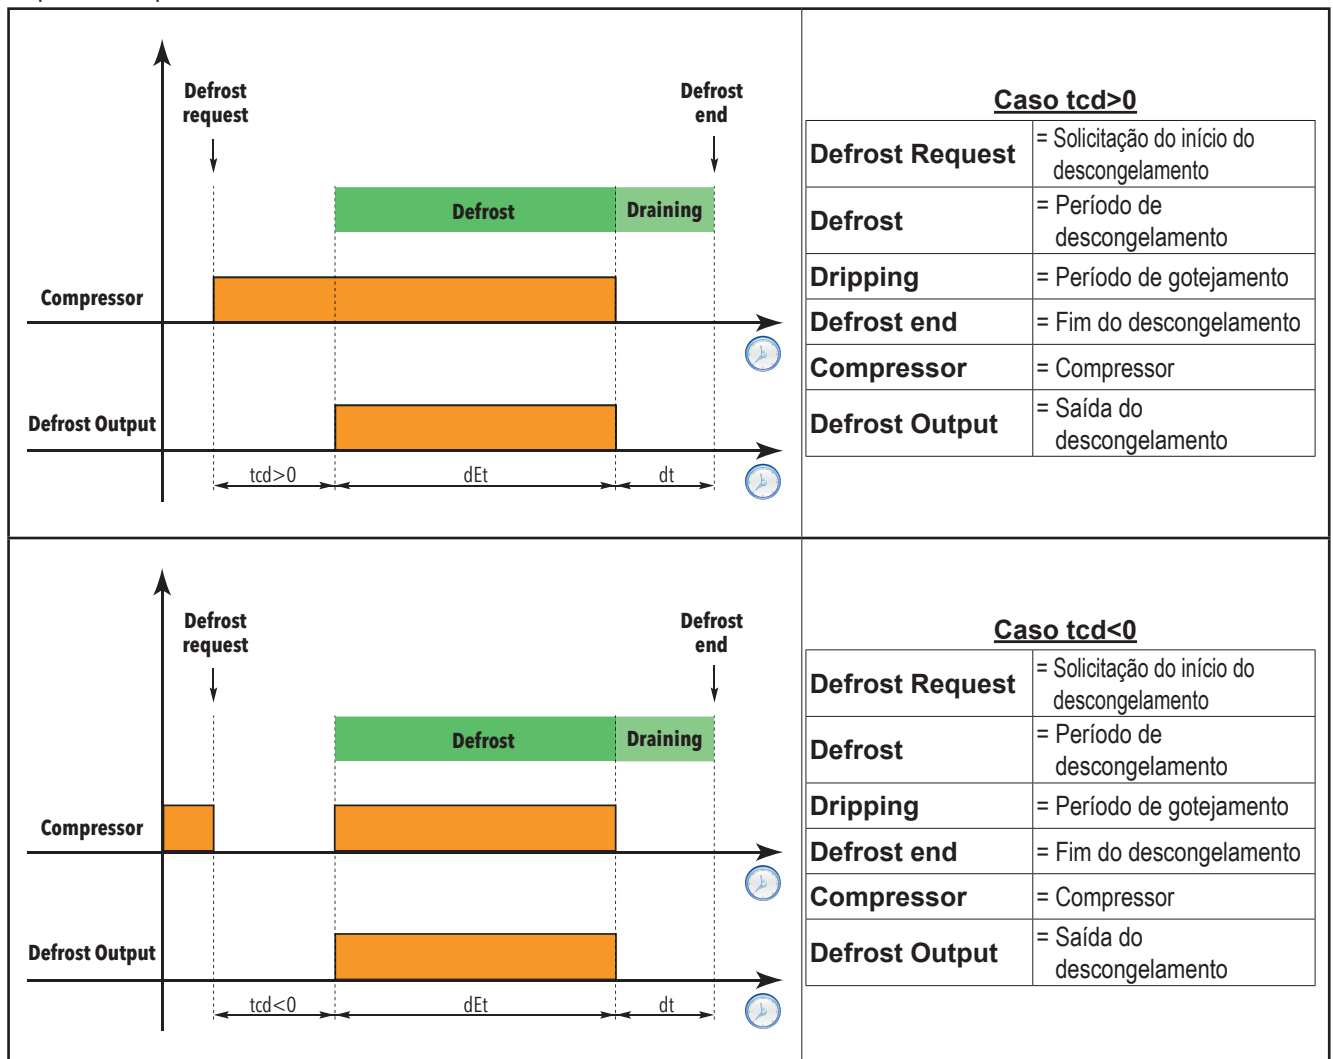 Defrost
request
Defrost
end
Defrost
Draining
Compressor
Defrost Output
tcd>0
dEt
dt
Caso tcd>0
Defrost Request = Solicitação do início do
descongelamento
Defrost = Período de
descongelamento
Dripping = Período de gotejamento
Defrost end = Fim do descongelamento
Compressor = Compressor
Defrost Output = Saída do
descongelamento
Defrost
request
Defrost
end
Defrost
Draining
Compressor
Defrost Output
tcd<0
dEt
dt
Caso tcd<0
Defrost Request = Solicitação do início do
descongelamento
Defrost = Período de
descongelamento
Dripping = Período de gotejamento
Defrost end = Fim do descongelamento
Compressor = Compressor
Defrost Output = Saída do
descongelamento